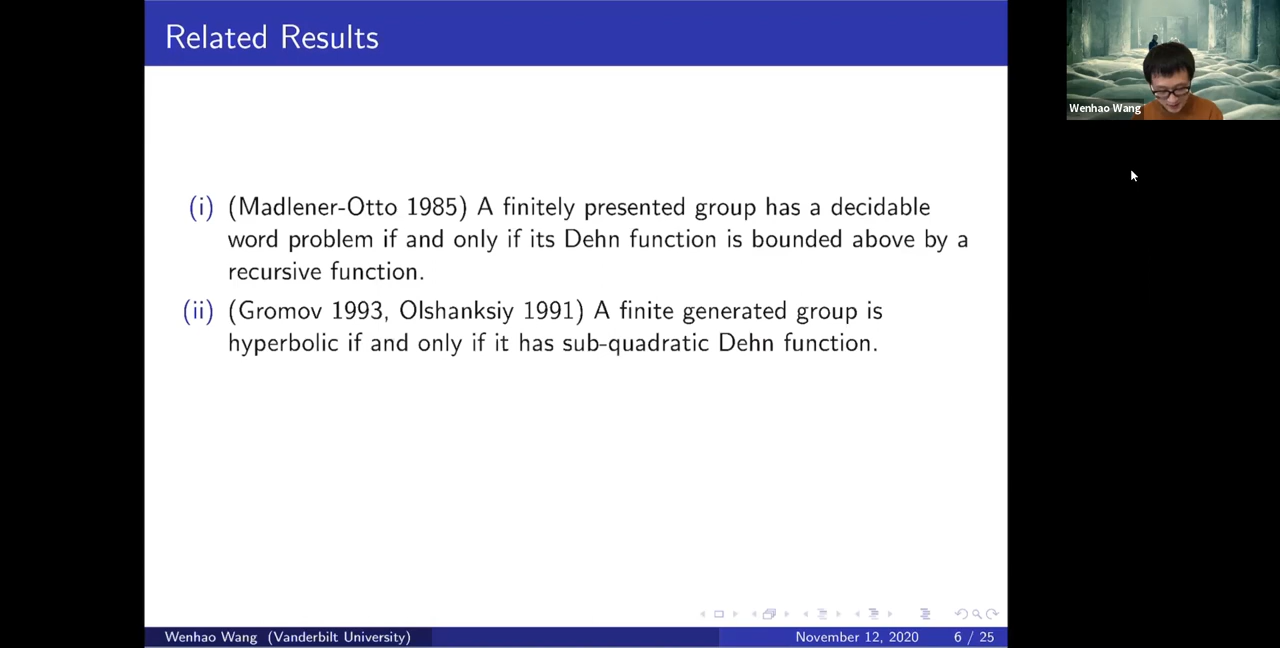 Related Results
Wenhao Wang
(i) (Madlener-Otto 1985) A finitely presented group has a decidable
word problem if and only if its Dehn function is bounded above by a
recursive function.
(ii) (Gromov 1993, Olshanksiy 1991) A finite generated group is
hyperbolic if and only if it has sub-quadratic Dehn function.
Wenhao Wang (Vanderbilt University)
November 12, 2020
6 / 25